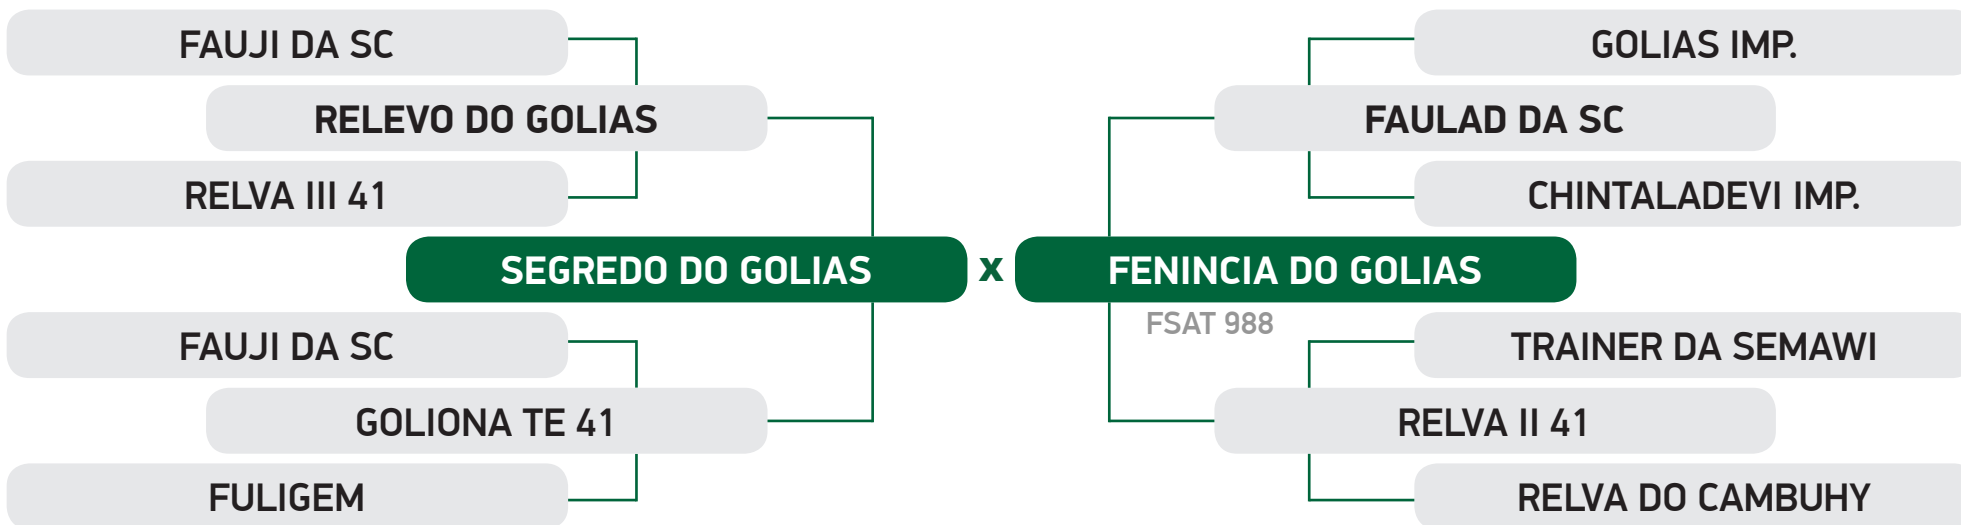 FAUJI DA SC
GOLIAS IMP.
RELEVO DO GOLIAS
FAULAD DA SC
RELVA III 41
CHINTALADEVI IMP.
SEGREDO DO GOLIAS x FENINCIA DO GOLIAS
FSAT 988
FAUJI DA SC
TRAINER DA SEMAWI
GOLIONA TE 41
RELVA II 41
FULIGEM
RELVA DO CAMBUHY